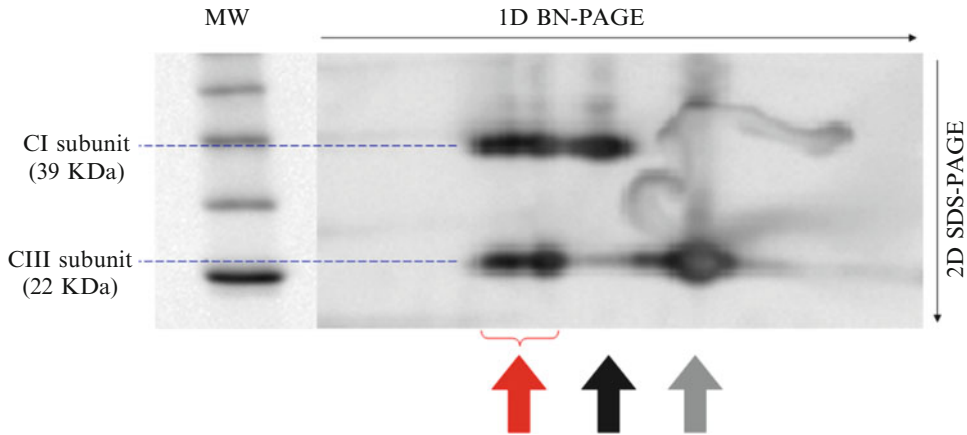 MW
1D BN-PAGE
CI subunit
(39 KDa)
CIII subunit
(22 KDa)
2D SDS-PAGE